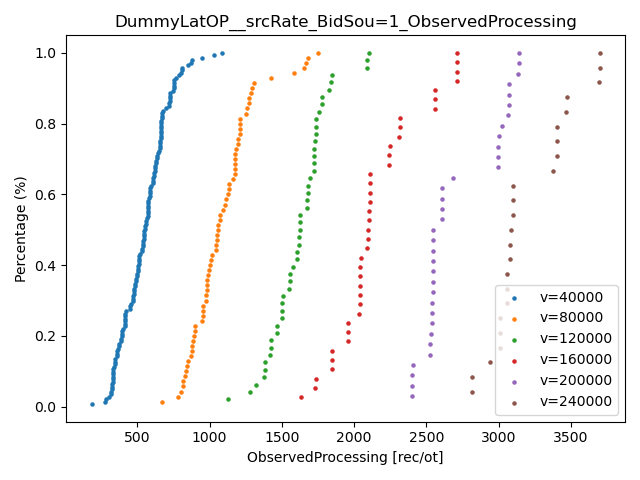 DummyLatOP__srcRate_BidSou=1_ObservedProcessing
Percentage (%)
1.0
0.8
0.6
0.4
0.2
0.0
v=40000
v=80000
v=120000
v=160000
v=200000
v=240000
500 1000 1500 2000 2500 3000 3500
ObservedProcessing [rec/ot]